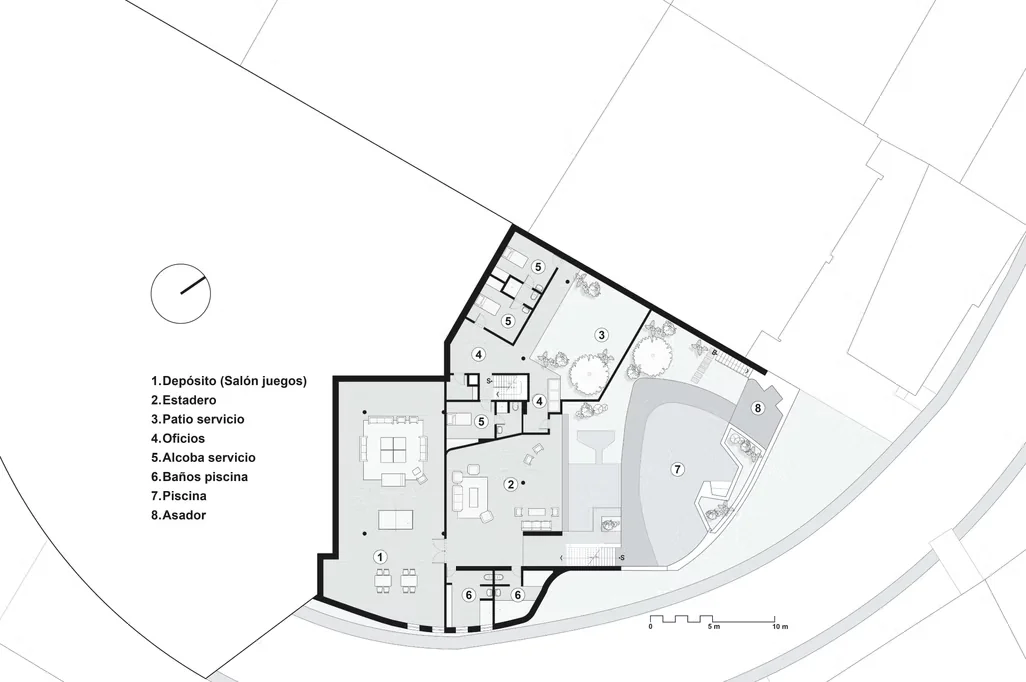 5
5
3
4
S
B.
4
5
8
7
2
1
S
6
6
1.Depósito (Salón juegos)
2.Estadero
3.Patio servicio
4.Oficios
5.Alcoba servicio
6.Baños piscina
7.Piscina
8.Asador
0 5 m 10 m